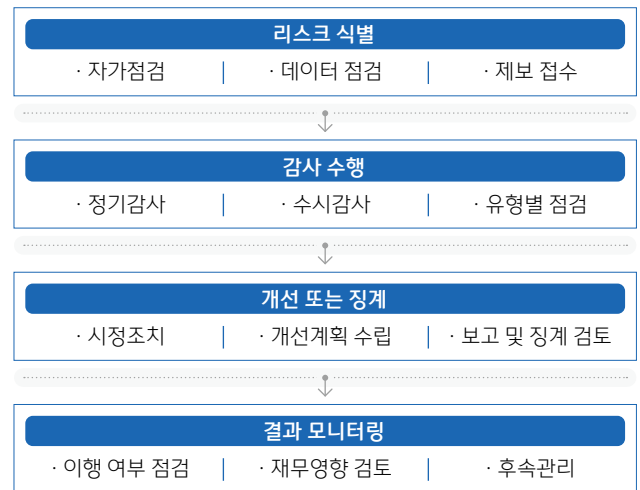 리스크 식별
· 자가점검 | · 데이터 점검 | · 제보 접수
감사 수행
· 정기감사 | · 수시감사 | · 유형별 점검
개선 또는 징계
· 시정조치 | · 개선계획 수립 | · 보고 및 징계 검토
결과 모니터링
· 이행 여부 점검 | · 재무영향 검토 | · 후속관리